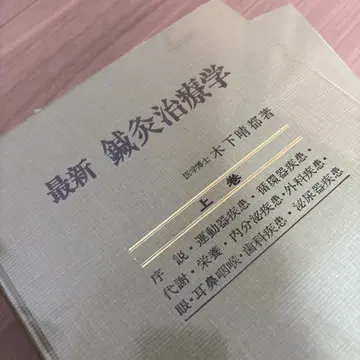 最新 鍼灸治療学
医学博士 木下晴都著
上巻
序説・運動器疾患・循環器疾患・
代謝・栄養・内分泌疾患・外科疾患・
眼・耳鼻咽喉・歯科疾患・泌尿器疾患